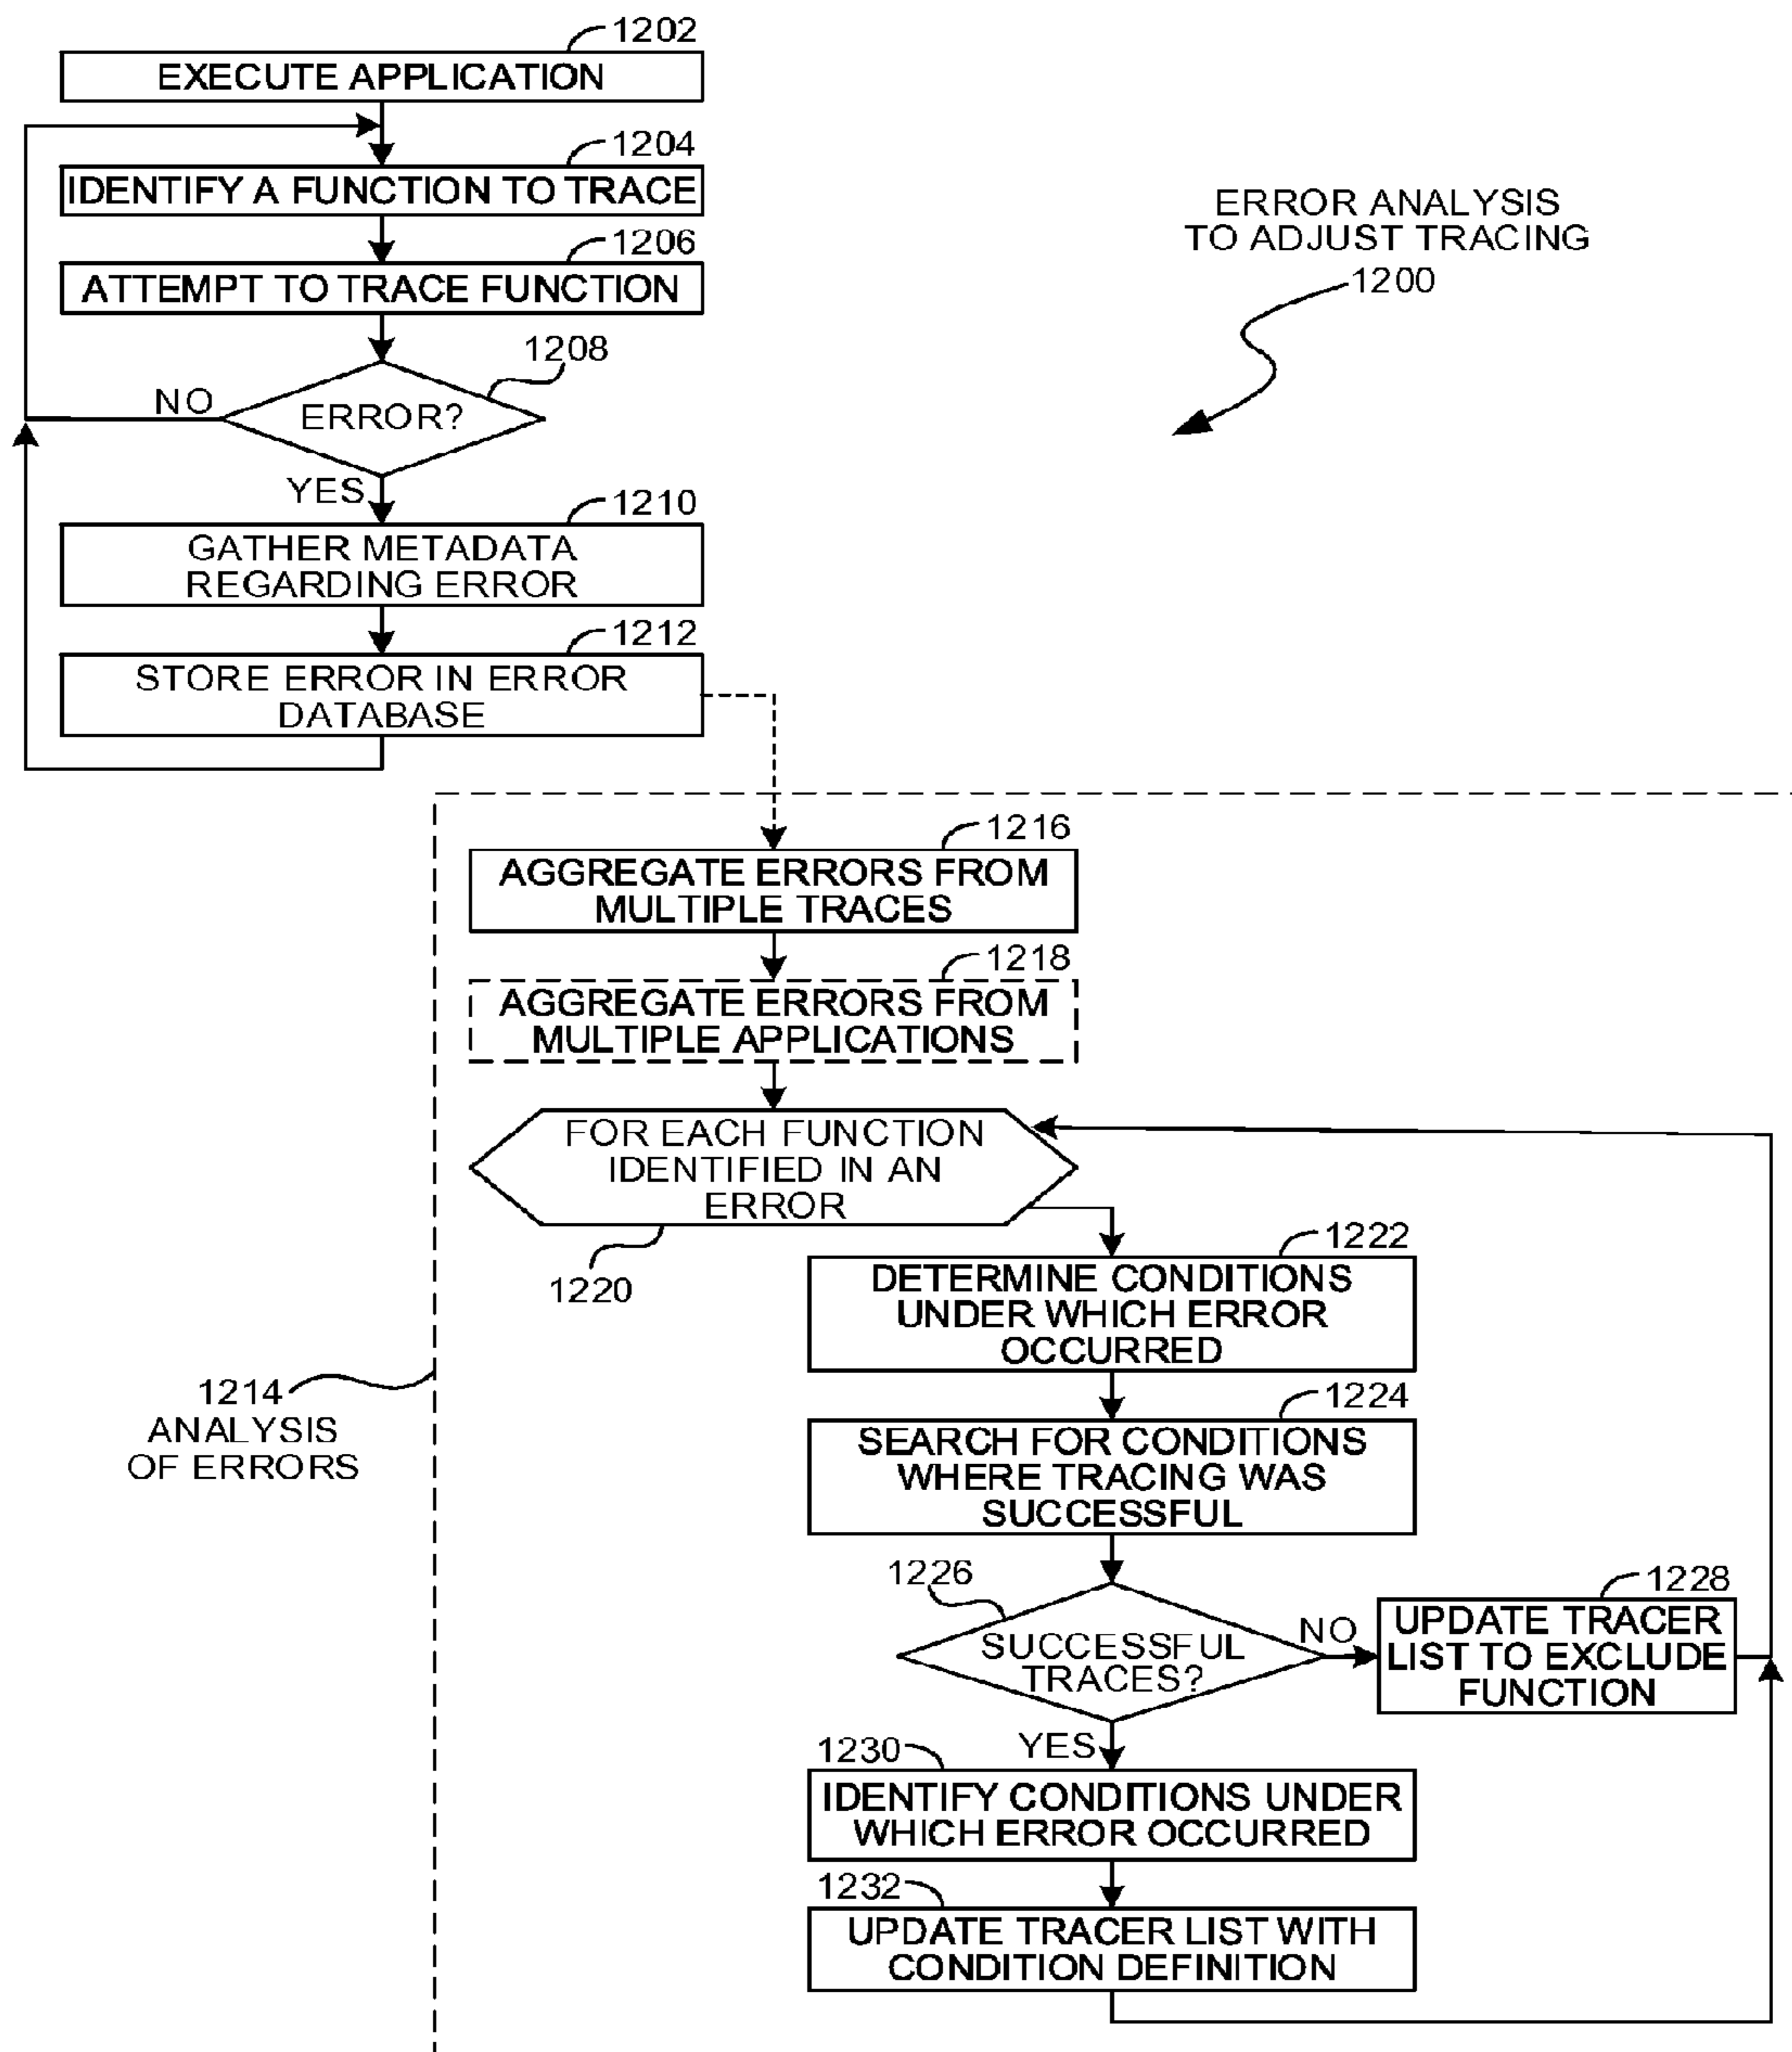 1202
EXECUTE APPLICATION
1204
IDENTIFY A FUNCTION TO TRACE
1206
ATTEMPT TO TRACE FUNCTION
1208
ERROR?
NO
YES
1210
GATHER METADATA
REGARDING ERROR
1212
STORE ERROR IN ERROR
DATABASE
ERROR ANALYSIS
TO ADJUST TRACING
1200
1214
ANALYSIS
OF ERRORS
1216
AGGREGATE ERRORS FROM
MULTIPLE TRACES
1218
AGGREGATE ERRORS FROM
MULTIPLE APPLICATIONS
FOR EACH FUNCTION
IDENTIFIED IN AN
ERROR
1220
1222
DETERMINE CONDITIONS
UNDER WHICH ERROR
OCCURRED
1224
SEARCH FOR CONDITIONS
WHERE TRACING WAS
SUCCESSFUL
1226
SUCCESSFUL
TRACES?
NO
1228
UPDATE TRACER
LIST TO EXCLUDE
FUNCTION
YES
1230
IDENTIFY CONDITIONS UNDER
WHICH ERROR OCCURRED
1232
UPDATE TRACER LIST WITH
CONDITION DEFINITION